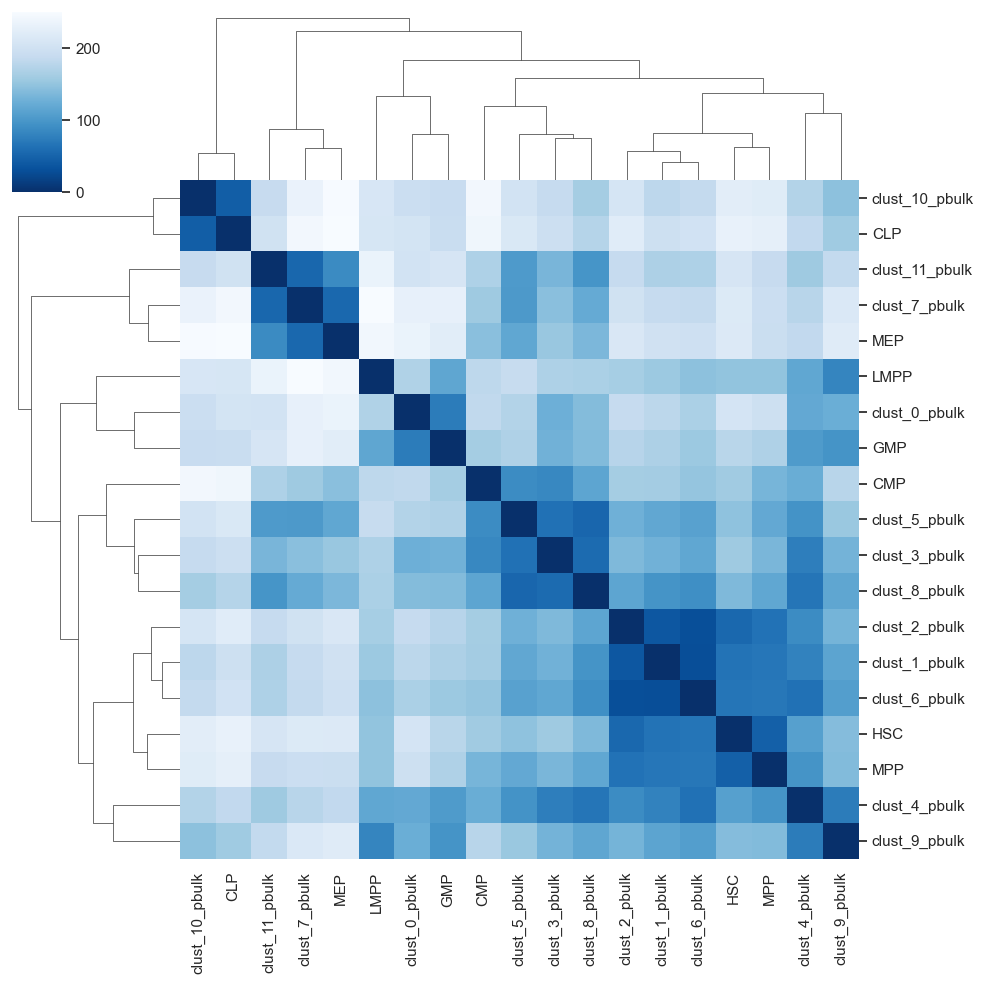 200
100
0
clust_10_pbulk
CLP
clust_11_pbulk
clust_7_pbulk
MEP
LMPP
clust_0_pbulk
GMP
CMP
clust_5_pbulk
clust_3_pbulk
clust_8_pbulk
clust_2_pbulk
clust_1_pbulk
clust_6_pbulk
HSC
MPP
clust_4_pbulk
clust_9_pbulk
clust_10_pbulk
CLP
clust_11_pbulk
clust_7_pbulk
MEP
LMPP
clust_0_pbulk
GMP
CMP
clust_5_pbulk
clust_3_pbulk
clust_8_pbulk
clust_2_pbulk
clust_1_pbulk
clust_6_pbulk
HSC
MPP
clust_4_pbulk
clust_9_pbulk